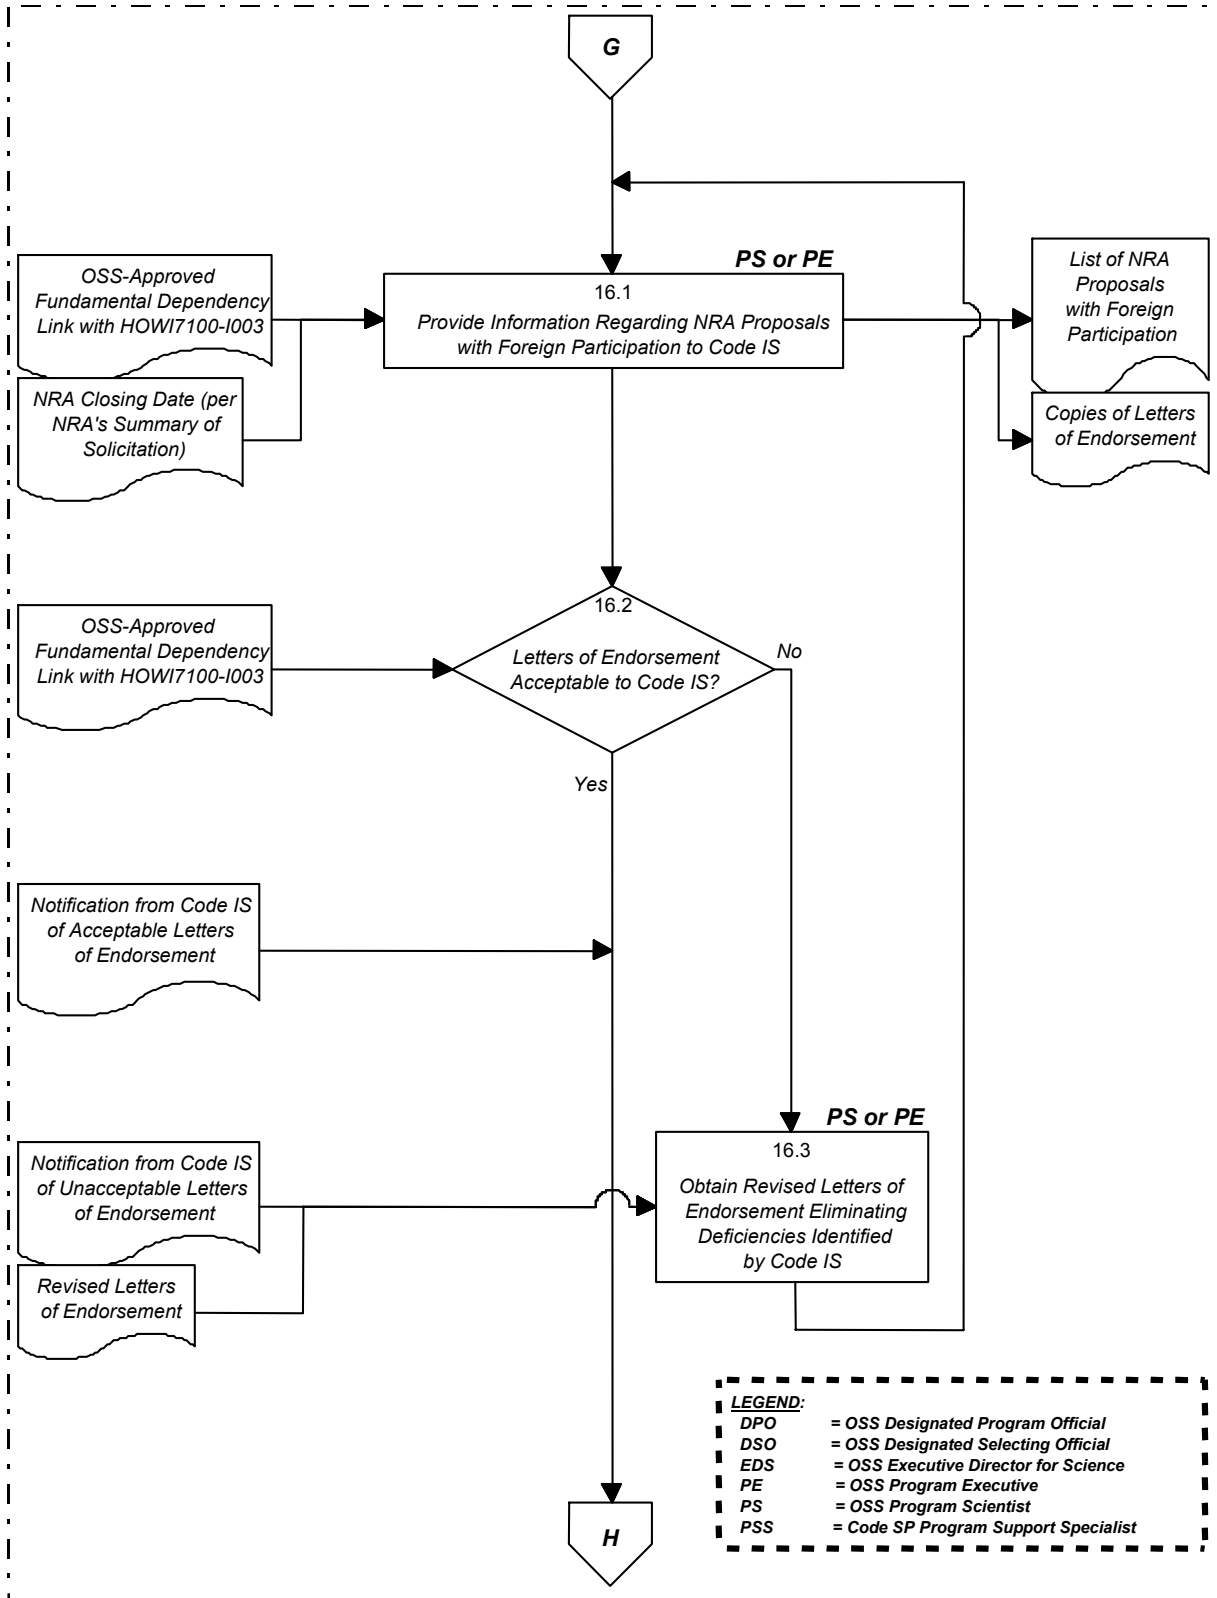 G
PS or PE
OSS-Approved
Fundamental Dependency
Link with HOWI7100-I003
16.1
Provide Information Regarding NRA Proposals
with Foreign Participation to Code IS
List of NRA
Proposals
with Foreign
Participation
NRA Closing Date (per
NRA's Summary of
Solicitation)
Copies of Letters
of Endorsement
OSS-Approved
Fundamental Dependency
Link with HOWI7100-I003
16.2
Letters of Endorsement
Acceptable to Code IS?
No
Yes
Notification from Code IS
of Acceptable Letters
of Endorsement
PS or PE
Notification from Code IS
of Unacceptable Letters
of Endorsement
16.3
Obtain Revised Letters of
Endorsement Eliminating
Deficiencies Identified
by Code IS
Revised Letters
of Endorsement
LEGEND:
DPO = OSS Designated Program Official
DSO = OSS Designated Selecting Official
EDS = OSS Executive Director for Science
PE = OSS Program Executive
PS = OSS Program Scientist
PSS = Code SP Program Support Specialist
H